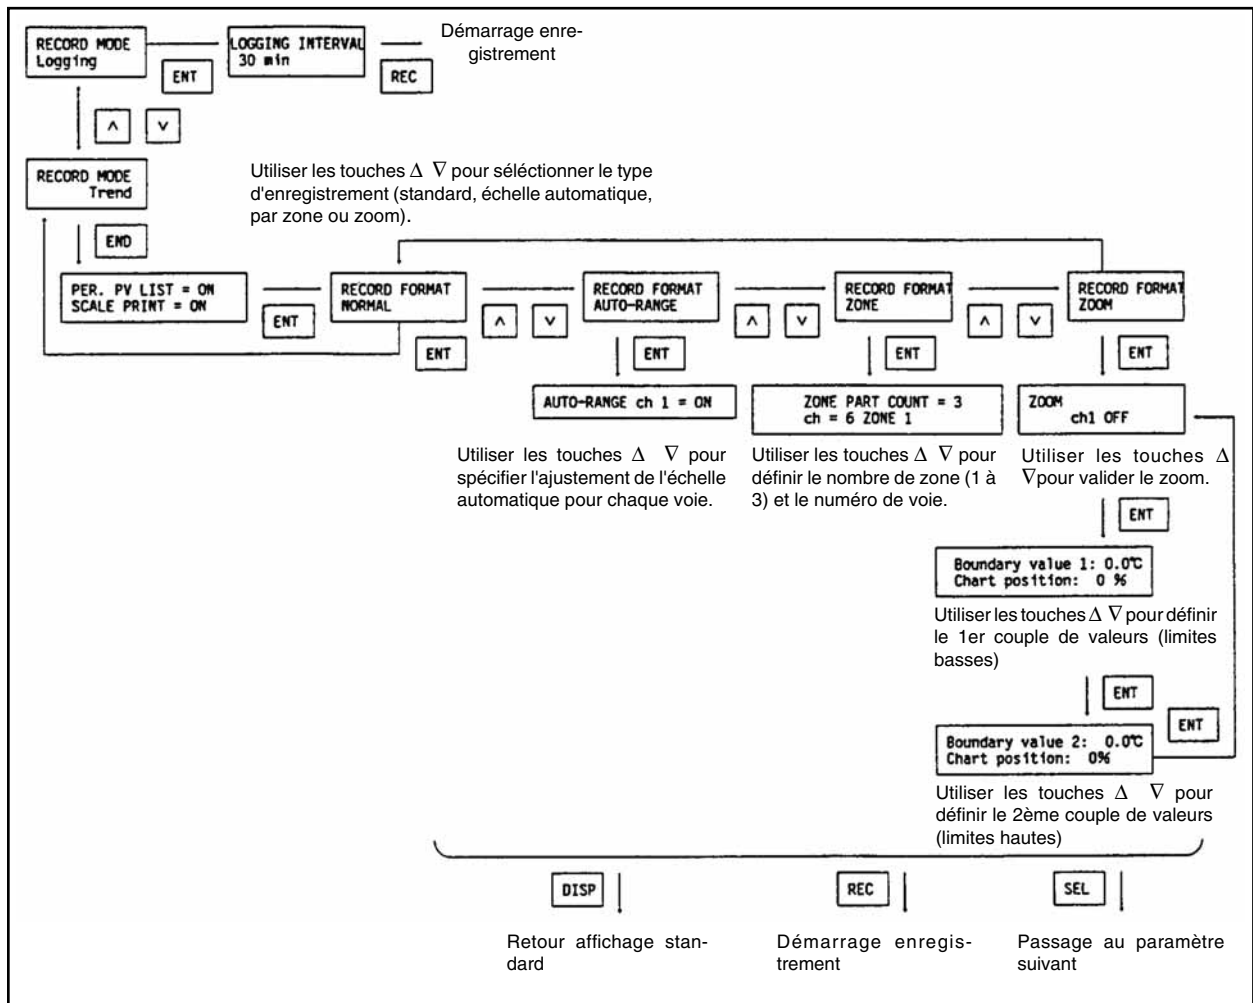 RECORD MODE
Logging
ENT
LOGGING INTERVAL
30 min
REC
Démarrage enre-
gistrement
∧ ∨
RECORD MODE
Trend
END
Utiliser les touches Δ ∇ pour séléctionner le type
d'enregistrement (standard, échelle automatique,
par zone ou zoom).
PER. PV LIST = ON
SCALE PRINT = ON
ENT
RECORD FORMAT
NORMAL
ENT
∧ ∨
RECORD FORMAT
AUTO-RANGE
ENT
∧ ∨
RECORD FORMAT
ZONE
ENT
∧ ∨
RECORD FORMAT
ZOOM
ENT
AUTO-RANGE ch 1 = ON
Utiliser les touches Δ ∇ pour
spécifier l'ajustement de l'échelle
automatique pour chaque voie.
ZONE PART COUNT = 3
ch = 6 ZONE 1
Utiliser les touches Δ ∇ pour
définir le nombre de zone (1 à
3) et le numéro de voie.
ZOOM
ch1 OFF
Utiliser les touches Δ
∇pour valider le zoom.
ENT
Boundary value 1: 0.0℃
Chart position: 0 %
Utiliser les touches Δ ∇ pour définir
le 1er couple de valeurs (limites
basses)
ENT
ENT
Boundary value 2: 0.0℃
Chart position: 0%
Utiliser les touches Δ ∇ pour
définir le 2ème couple de valeurs
(limites hautes)
DISP
Retour affichage stan-
dard
REC
Démarrage enregis-
trement
SEL
Passage au paramètre
suivant